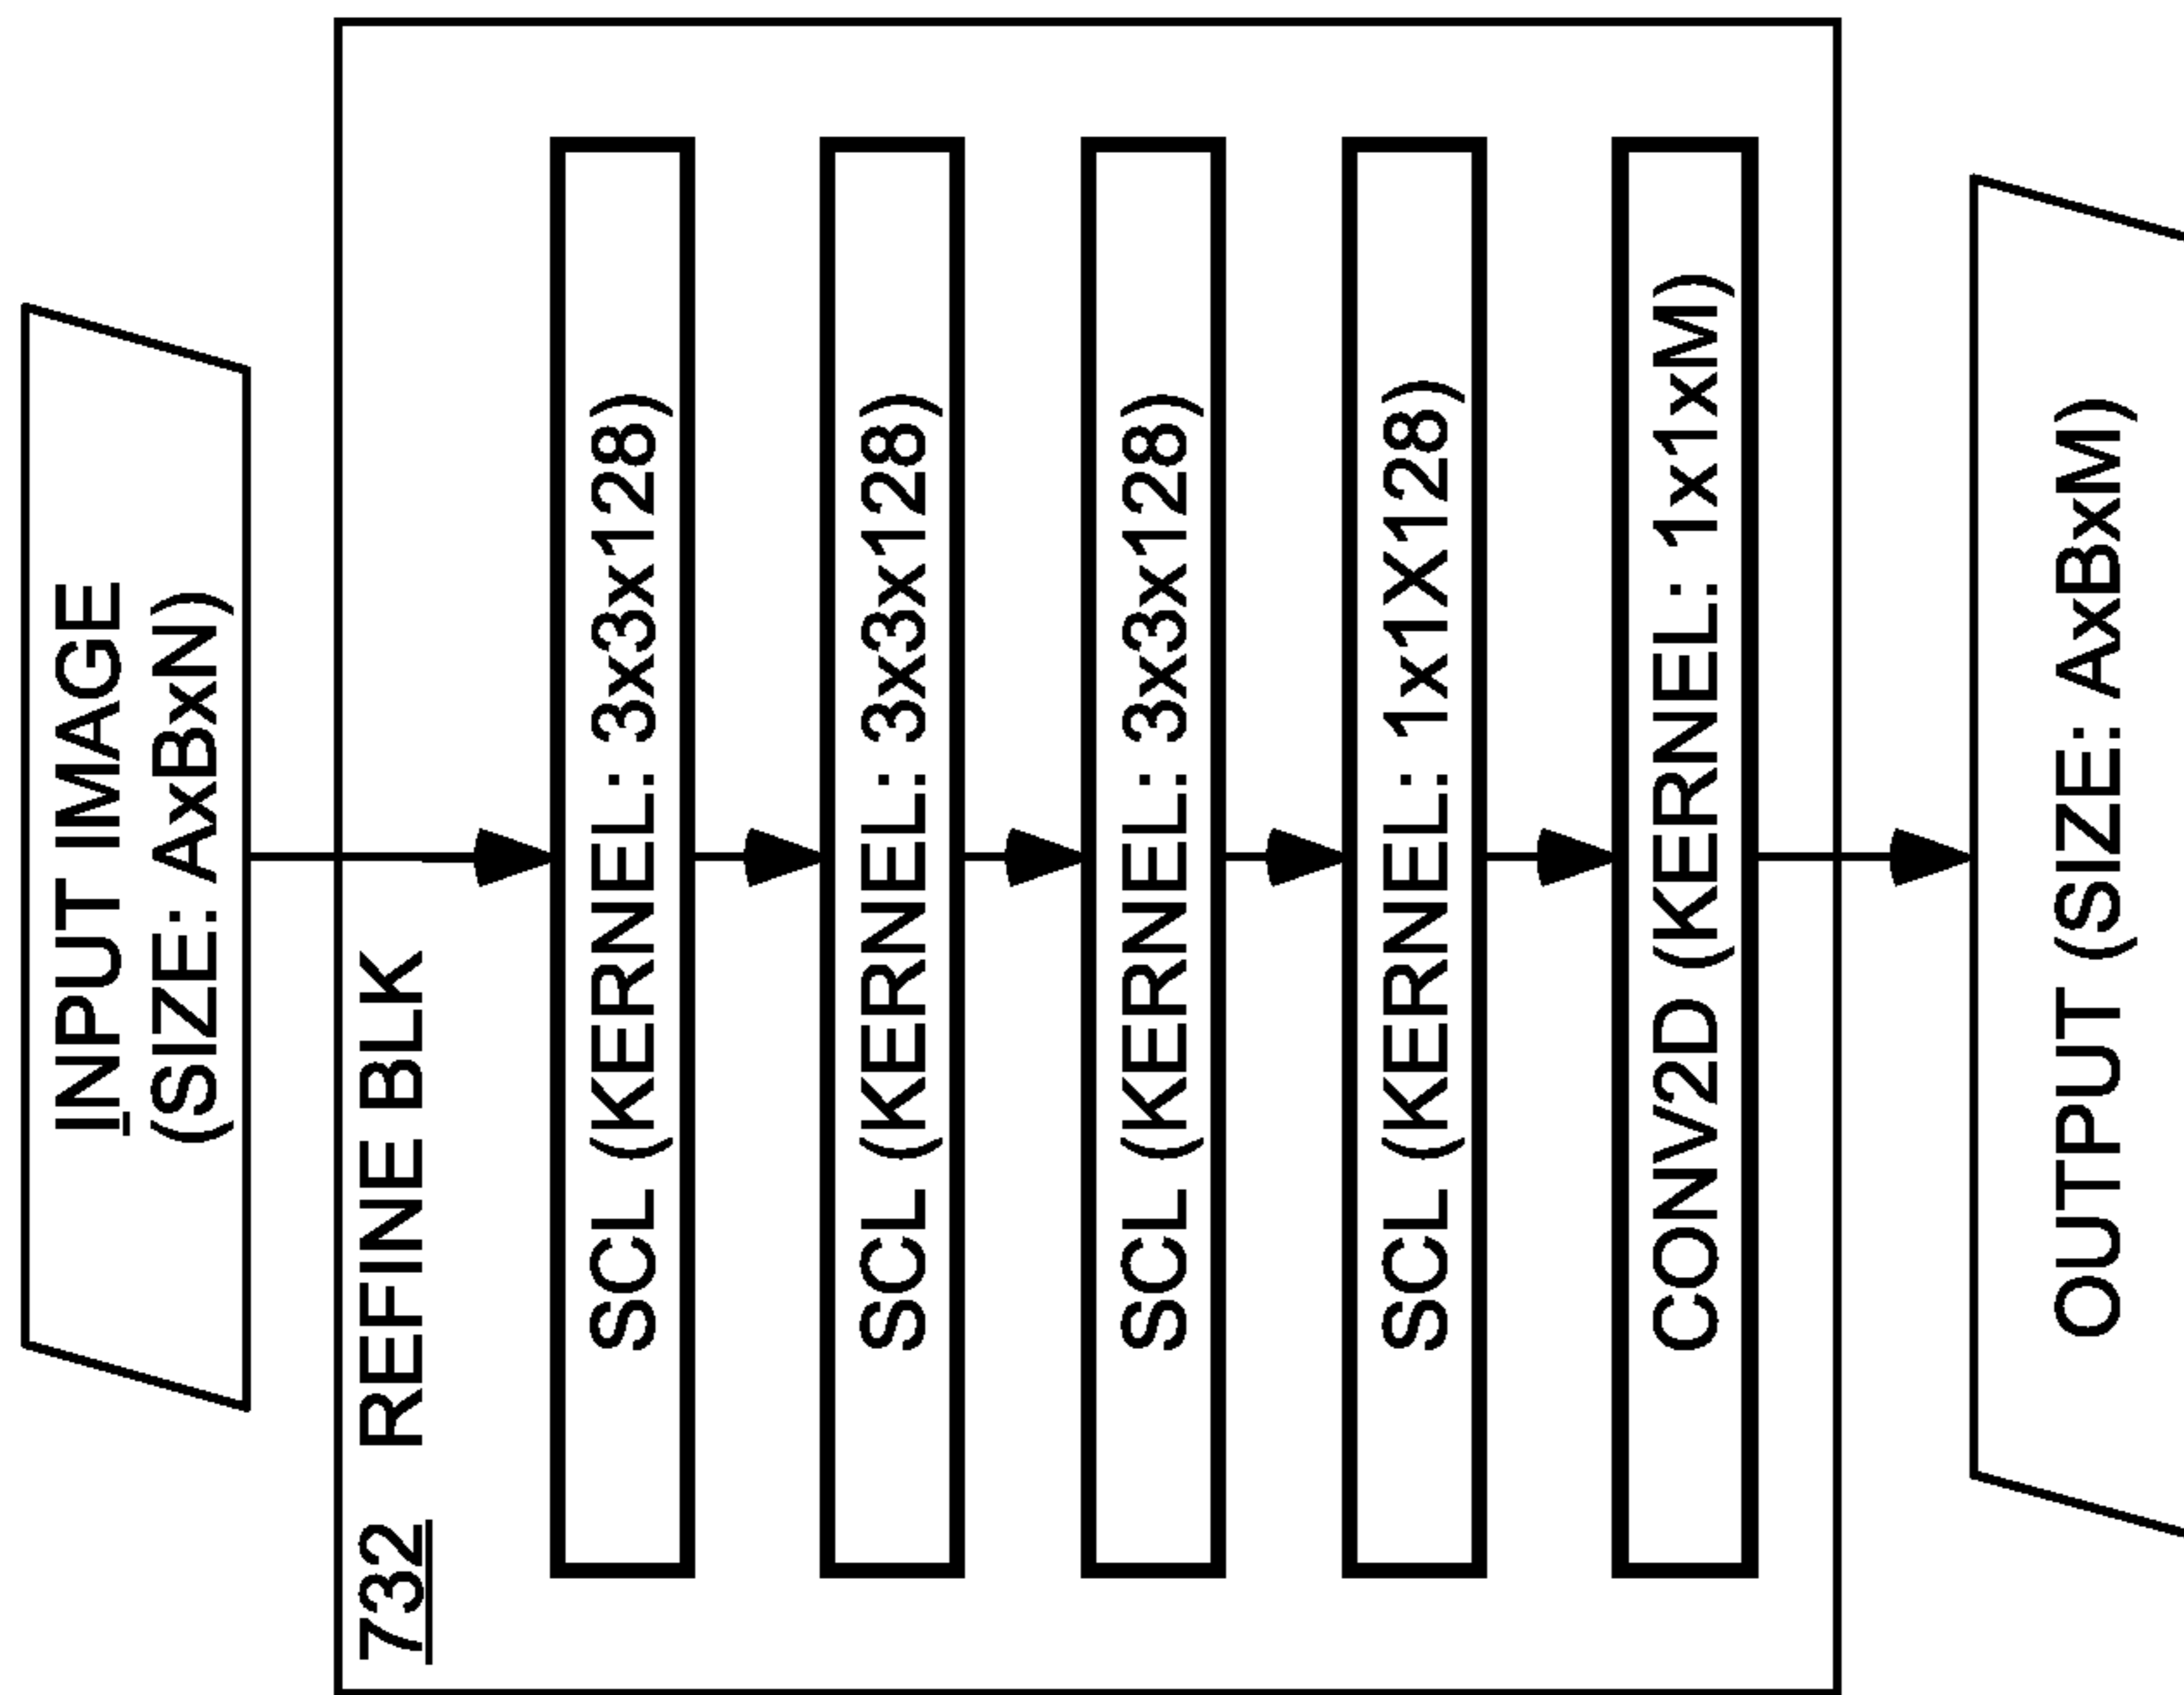 INPUT IMAGE
(SIZE: AxBxN)
732 REFINE BLK
SCL (KERNEL: 3x3x128)
SCL (KERNEL: 3x3x128)
SCL (KERNEL: 3x3x128)
SCL (KERNEL: 1x1X128)
CONV2D (KERNEL: 1x1xM)
OUTPUT (SIZE: AxBxM)